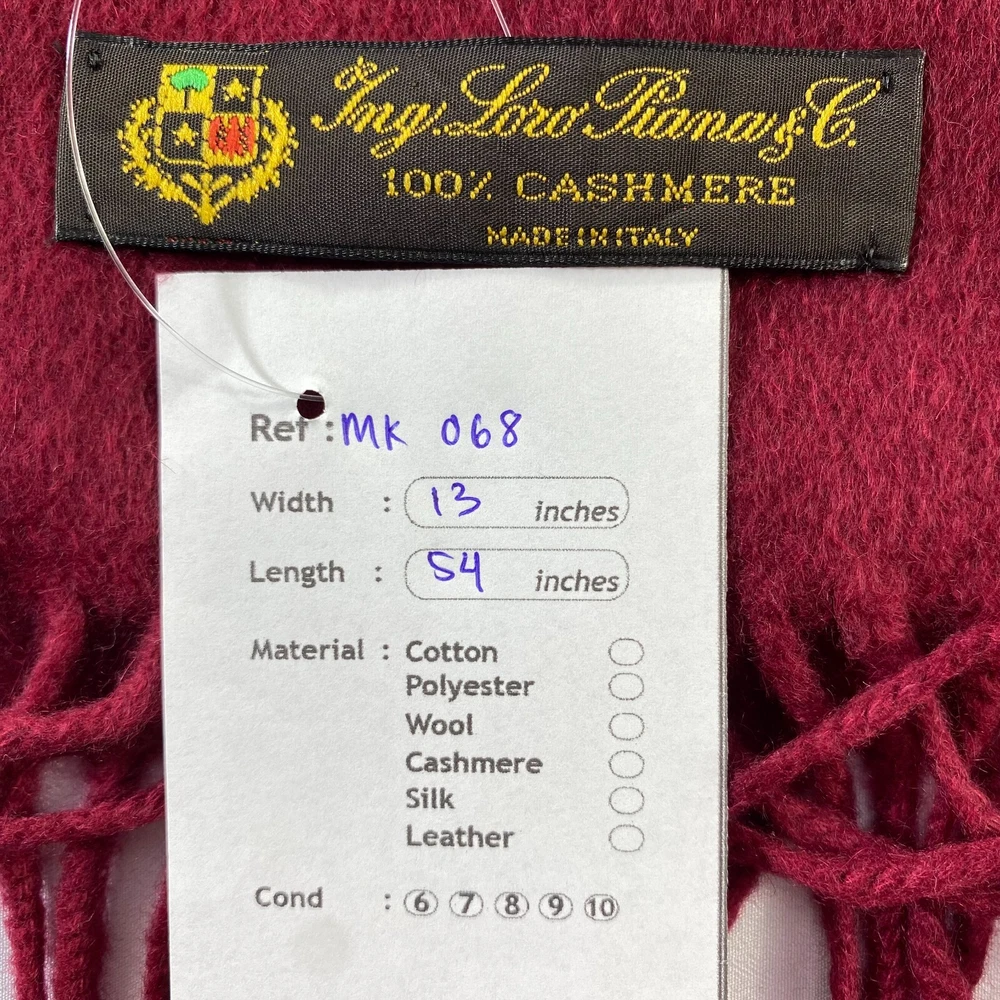 Ing. Loro Piana & C.
100% CASHMERE
MADE IN ITALY
Ref : MK 068
Width : 13 inches
Length : 54 inches
Material : Cotton
Polyester
Wool
Cashmere
Silk
Leather
Cond : 6 7 8 9 10